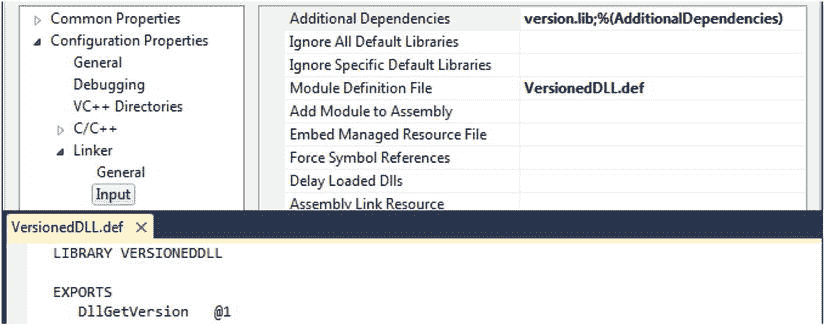 Common Properties
Configuration Properties
General
Debugging
VC++ Directories
C/C++
Linker
General
Input
Additional Dependencies version.lib;%(AdditionalDependencies)
Ignore All Default Libraries
Ignore Specific Default Libraries
Module Definition File VersionedDLL.def
Add Module to Assembly
Embed Managed Resource File
Force Symbol References
Delay Loaded Dlls
Assembly Link Resource
VersionedDLL.def ✕
LIBRARY VERSIONEDDLL
EXPORTS
DllGetVersion @1